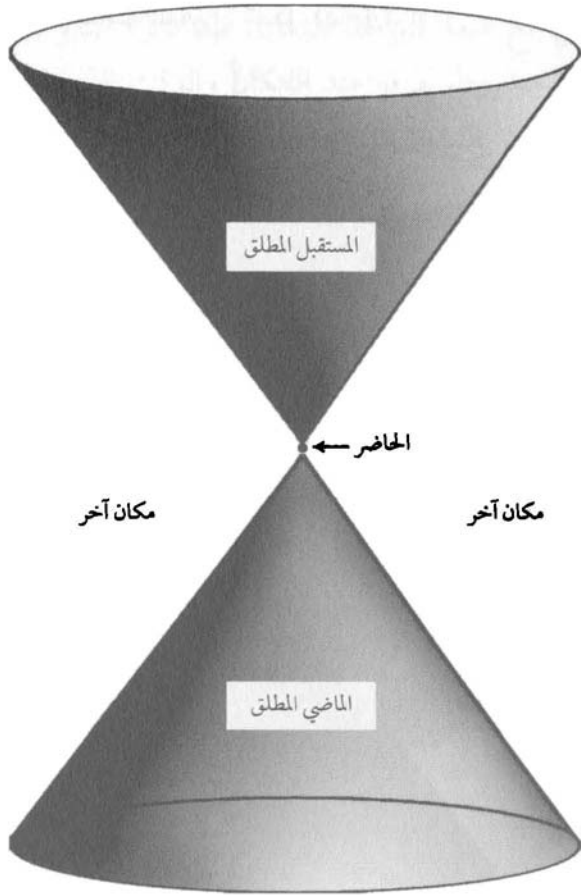 المستقبل المطلق
الحاضر
مكان آخر
مكان آخر
الماضي المطلق